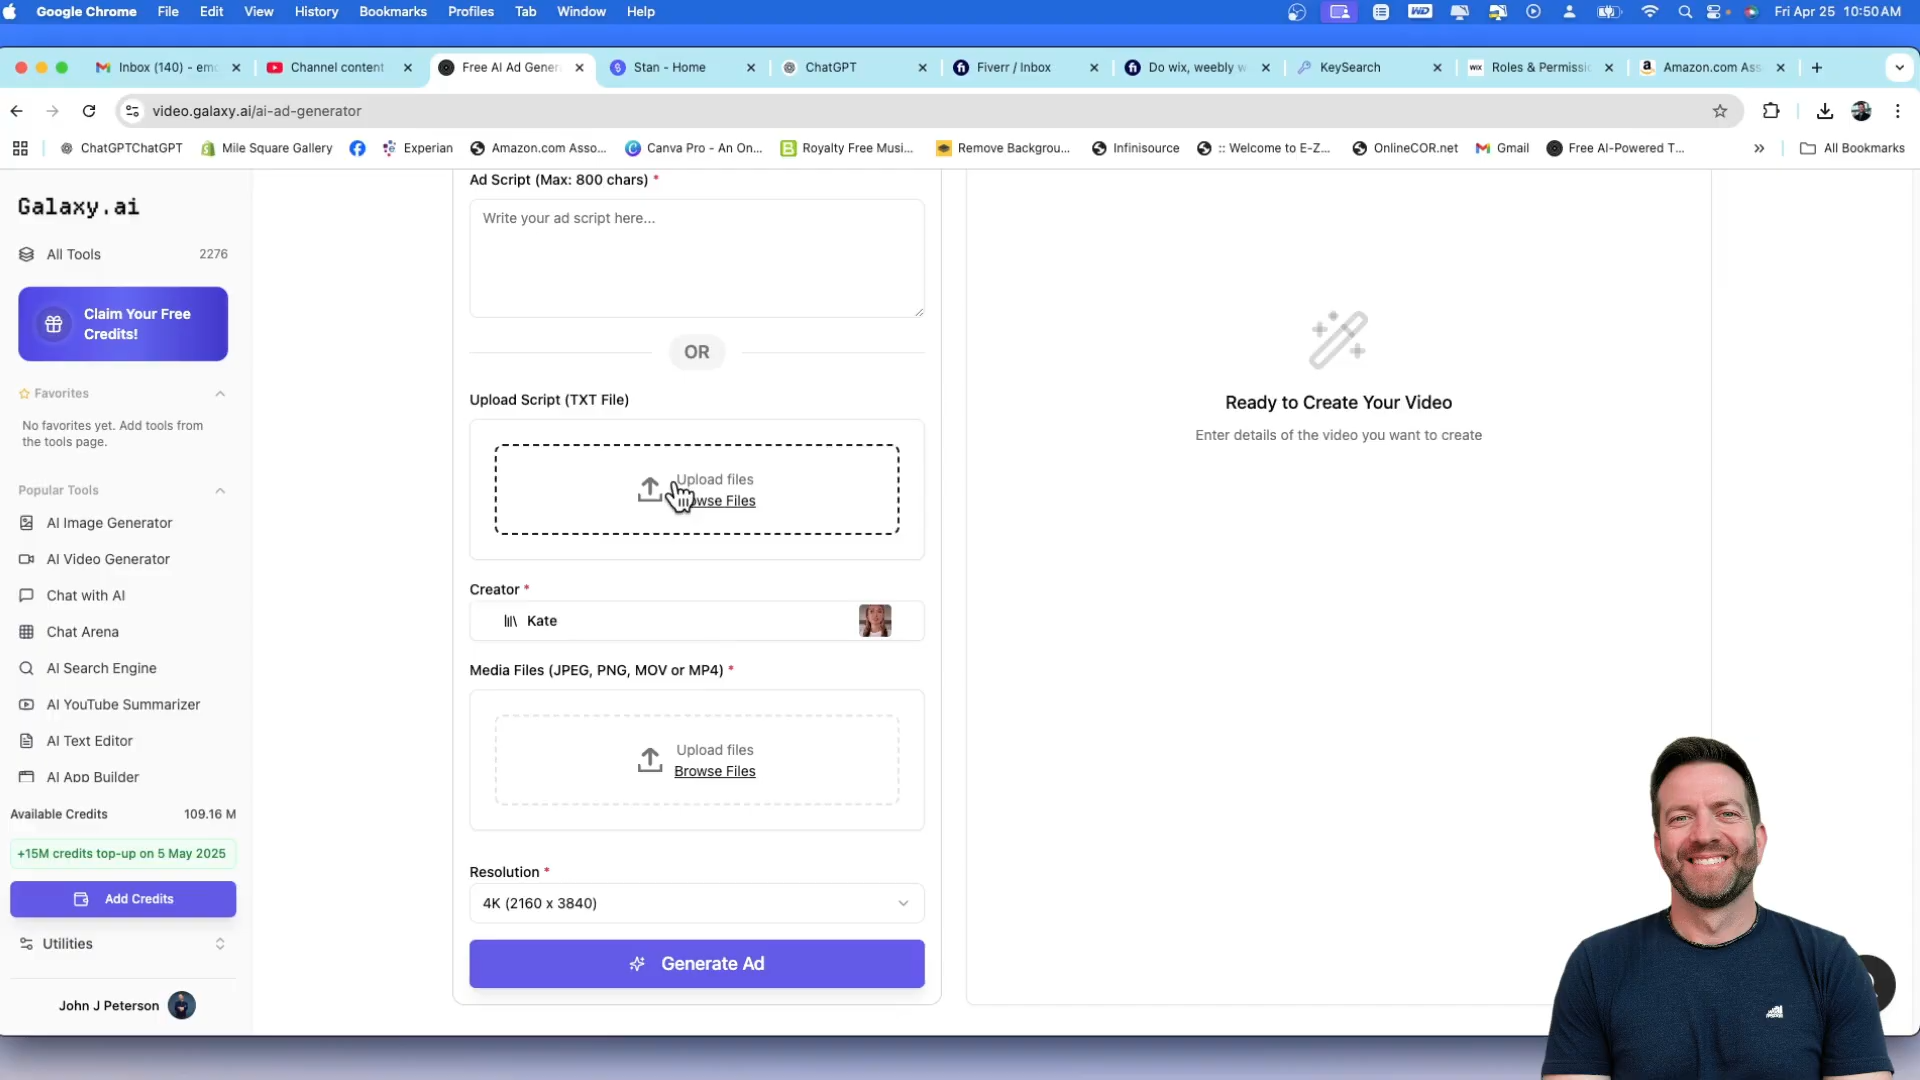 Google Chrome File Edit View History Bookmarks Profiles Tab Window Help
WD
Fri Apr 25 10:50 AM
Inbox (140) - emc
Channel content
Free AI Ad Gener
Stan - Home
ChatGPT
Fiverr / Inbox
Do wix, weebly w
KeySearch
WIX Roles & Permissic
Amazon.com Ass
video.galaxy.ai/ai-ad-generator
ChatGPTChatGPT
Mile Square Gallery
Experian
Amazon.com Asso...
Canva Pro - An On...
Royalty Free Musi...
Remove Backgrou...
Infinisource
:: Welcome to E-Z...
OnlineCOR.net
Gmail
Free AI-Powered T...
All Bookmarks
Galaxy.ai
All Tools 2276
Claim Your Free
Credits!
Favorites
No favorites yet. Add tools from
the tools page.
Popular Tools
AI Image Generator
AI Video Generator
Chat with AI
Chat Arena
AI Search Engine
AI YouTube Summarizer
AI Text Editor
AI App Builder
Available Credits 109.16 M
+15M credits top-up on 5 May 2025
Add Credits
Utilities
John J Peterson
Ad Script (Max: 800 chars) *
Write your ad script here...
OR
Upload Script (TXT File)
Upload files
Files
Creator *
Kate
Media Files (JPEG, PNG, MOV or MP4) *
Upload files
Browse Files
Resolution *
4K (2160 x 3840)
Generate Ad
Ready to Create Your Video
Enter details of the video you want to create